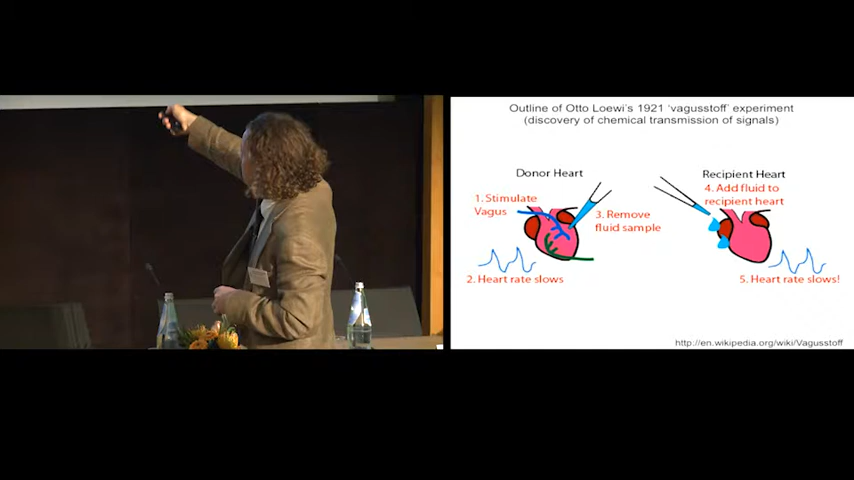 Outline of Otto Loewi's 1921 'vagusstoff' experiment
(discovery of chemical transmission of signals)
Donor Heart
1. Stimulate
Vagus
3. Remove
fluid sample
2. Heart rate slows
Recipient Heart
4. Add fluid to
recipient heart
5. Heart rate slows!
http://en.wikipedia.org/wiki/Vagusstoff